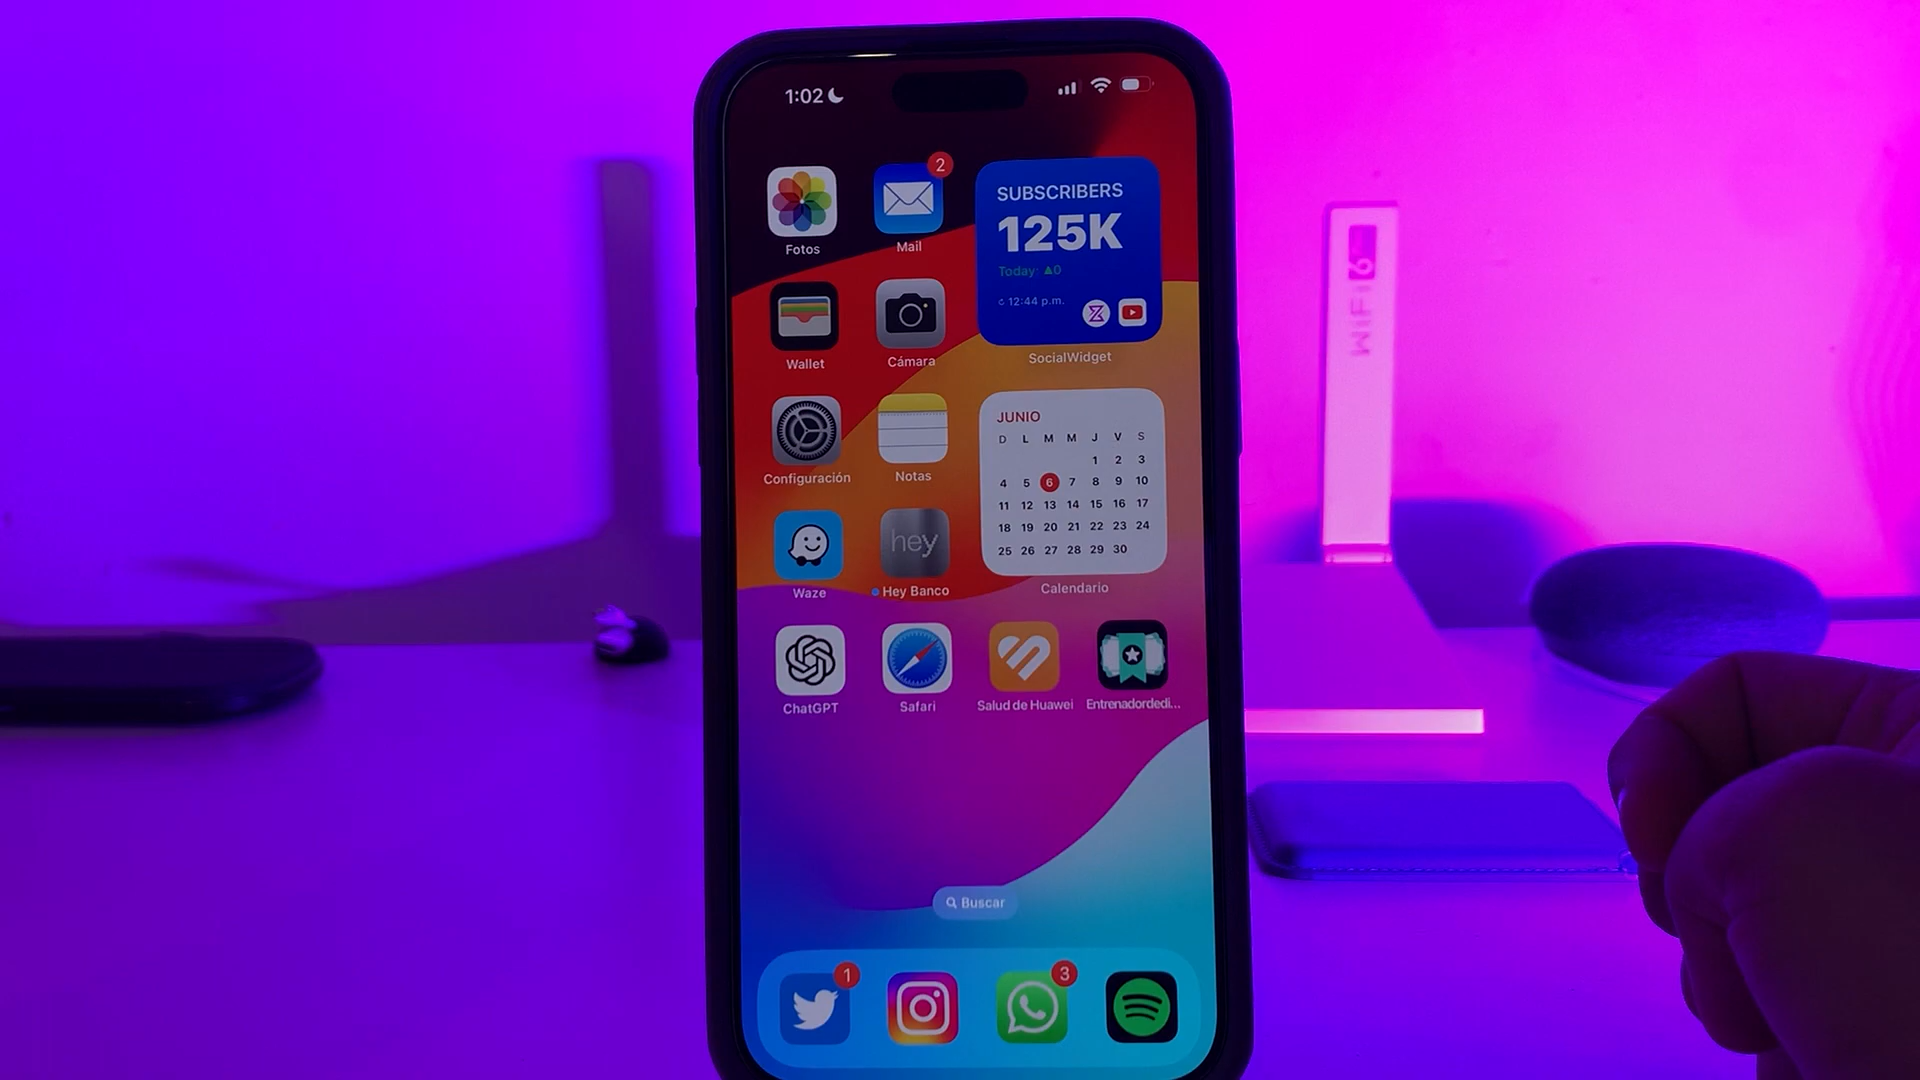 1:02
2
Fotos
Mail
SUBSCRIBERS
125K
Today: ▲0
12:44 p.m.
SocialWidget
Wallet
Cámara
Configuración
Notas
JUNIO
D L M M J V S
1 2 3
4 5 6 7 8 9 10
11 12 13 14 15 16 17
18 19 20 21 22 23 24
25 26 27 28 29 30
Calendario
Waze
hey
Hey Banco
ChatGPT
Safari
Salud de Huawei
Entrenadordedi...
Buscar
1
3
WiFi 6